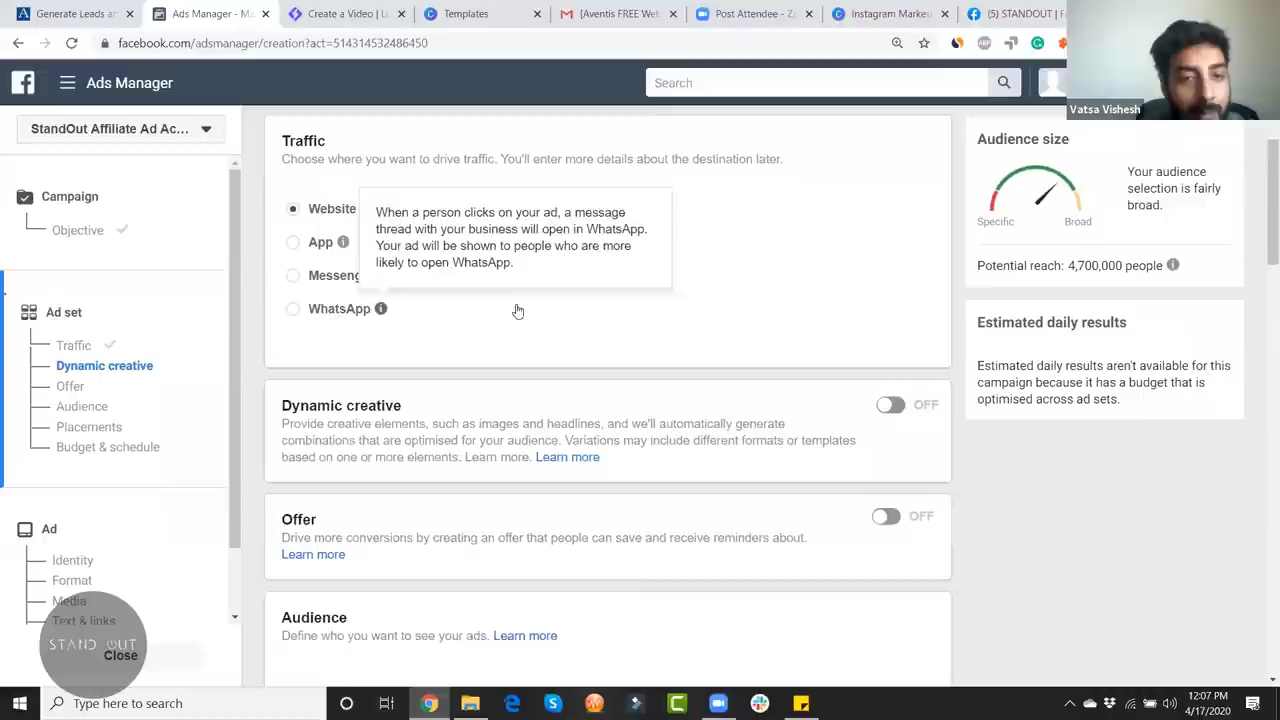 Generate Leads and A
Ads Manager - M
Create a Video | L
Templates
[Aventis FREE We
Post Attendee - Z
Instagram Marke
(5) STANDOUT | F
facebook.com/adsmanager/creation?act=514314532486450
Ads Manager
Search
Vatsa Vishesh
StandOut Affiliate Ad Ac...
Campaign
Objective
Ad set
Traffic
Dynamic creative
Offer
Audience
Placements
Budget & schedule
Ad
Identity
Format
Media
Text & links
STAND OUT
Close
Traffic
Choose where you want to drive traffic. You'll enter more details about the destination later.
Website
App
Messeng
WhatsApp
When a person clicks on your ad, a message
thread with your business will open in WhatsApp.
Your ad will be shown to people who are more
likely to open WhatsApp.
Dynamic creative
OFF
Provide creative elements, such as images and headlines, and we'll automatically generate
combinations that are optimised for your audience. Variations may include different formats or templates
based on one or more elements. Learn more. Learn more
Offer
OFF
Drive more conversions by creating an offer that people can save and receive reminders about.
Learn more
Audience
Define who you want to see your ads. Learn more
Audience size
Your audience
selection is fairly
broad.
Specific
Broad
Potential reach: 4,700,000 people
Estimated daily results
Estimated daily results aren't available for this
campaign because it has a budget that is
optimised across ad sets.
Type here to search
12:07 PM
4/17/2020